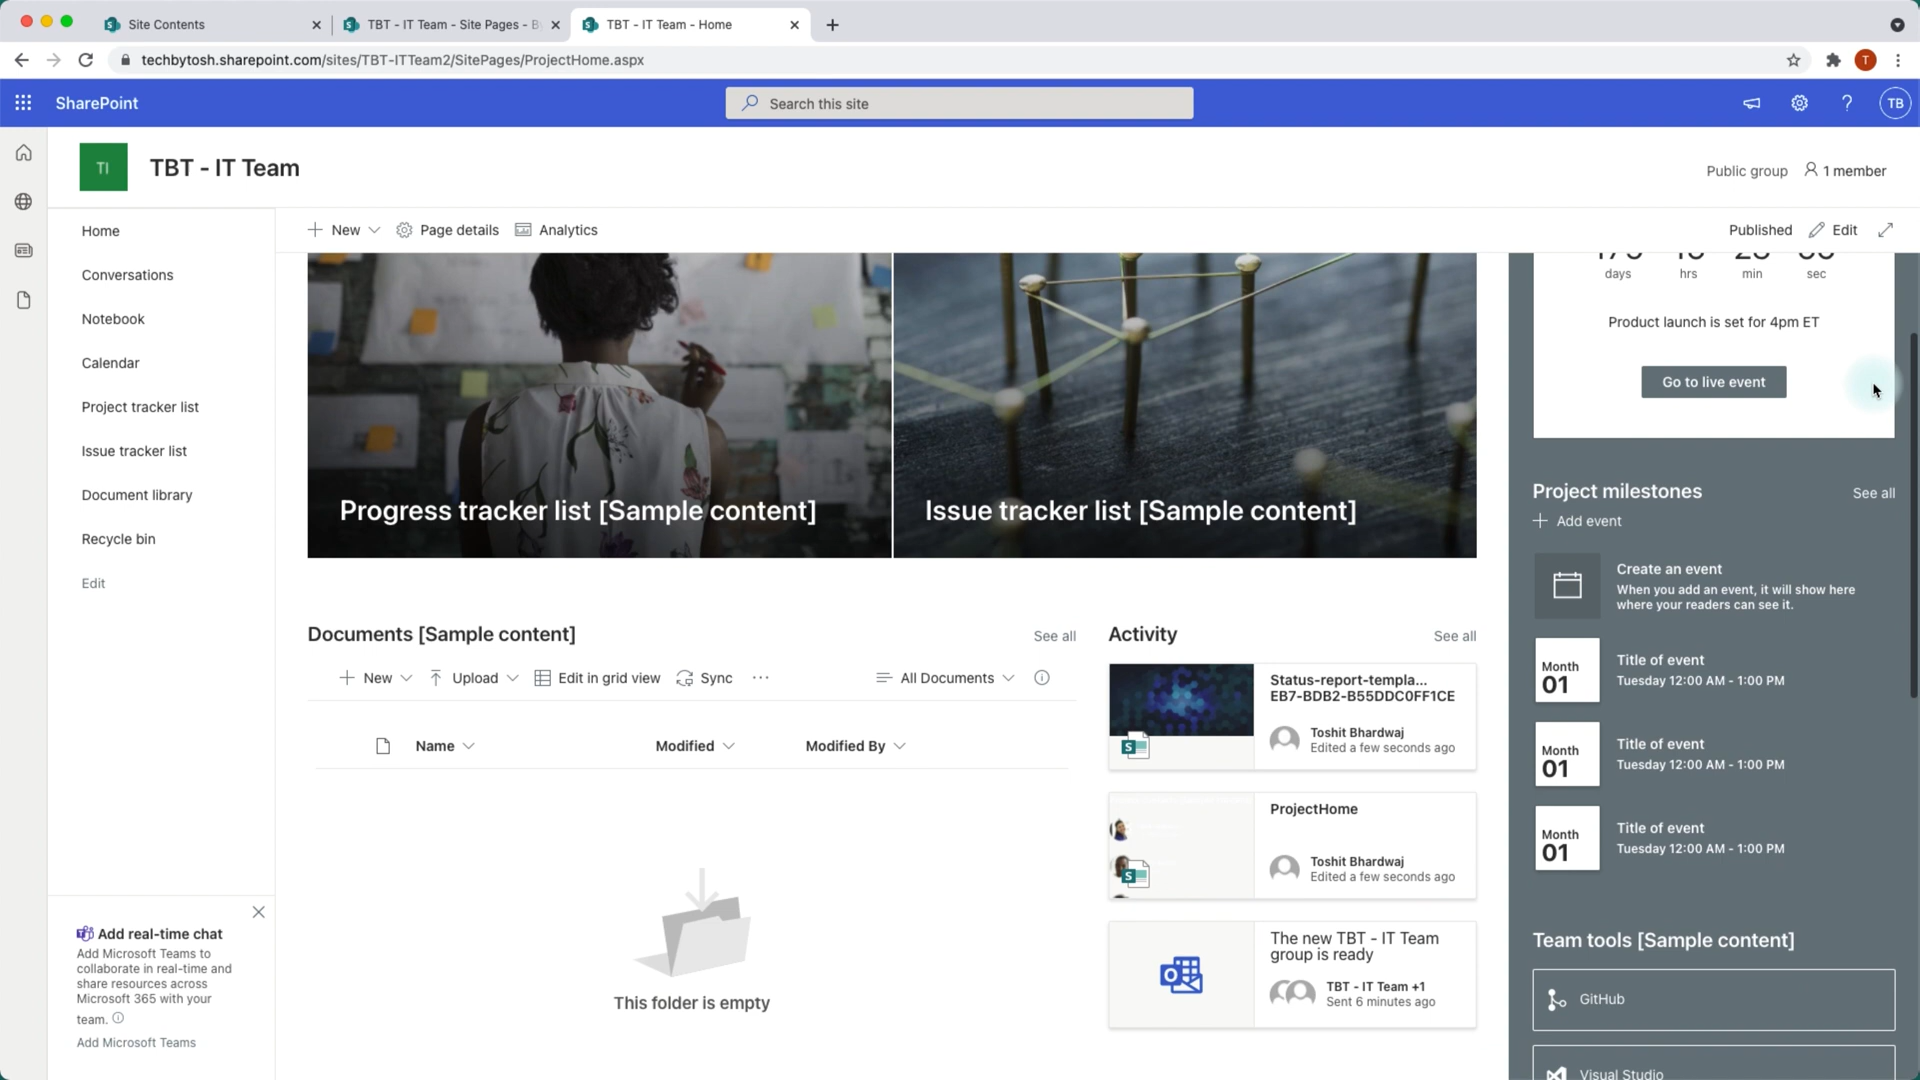 Site Contents
TBT - IT Team - Site Pages - B
TBT - IT Team - Home
techbytosh.sharepoint.com/sites/TBT-ITTeam2/SitePages/ProjectHome.aspx
T
SharePoint
Search this site
TB
TI
TBT - IT Team
Public group
1 member
Home
Conversations
Notebook
Calendar
Project tracker list
Issue tracker list
Document library
Recycle bin
Edit
New
Page details
Analytics
Published
Edit
Progress tracker list [Sample content]
Issue tracker list [Sample content]
days hrs min sec
Product launch is set for 4pm ET
Go to live event
Project milestones
See all
Add event
Create an event
When you add an event, it will show here
where your readers can see it.
Month
01
Title of event
Tuesday 12:00 AM - 1:00 PM
Month
01
Title of event
Tuesday 12:00 AM - 1:00 PM
Month
01
Title of event
Tuesday 12:00 AM - 1:00 PM
Team tools [Sample content]
GitHub
Visual Studio
Documents [Sample content]
See all
New
Upload
Edit in grid view
Sync
All Documents
Name
Modified
Modified By
This folder is empty
Activity
See all
Status-report-templa...
EB7-BDB2-B55DDC0FF1CE
Toshit Bhardwaj
Edited a few seconds ago
ProjectHome
Toshit Bhardwaj
Edited a few seconds ago
The new TBT - IT Team
group is ready
TBT - IT Team +1
Sent 6 minutes ago
Add real-time chat
Add Microsoft Teams to
collaborate in real-time and
share resources across
Microsoft 365 with your
team.
Add Microsoft Teams